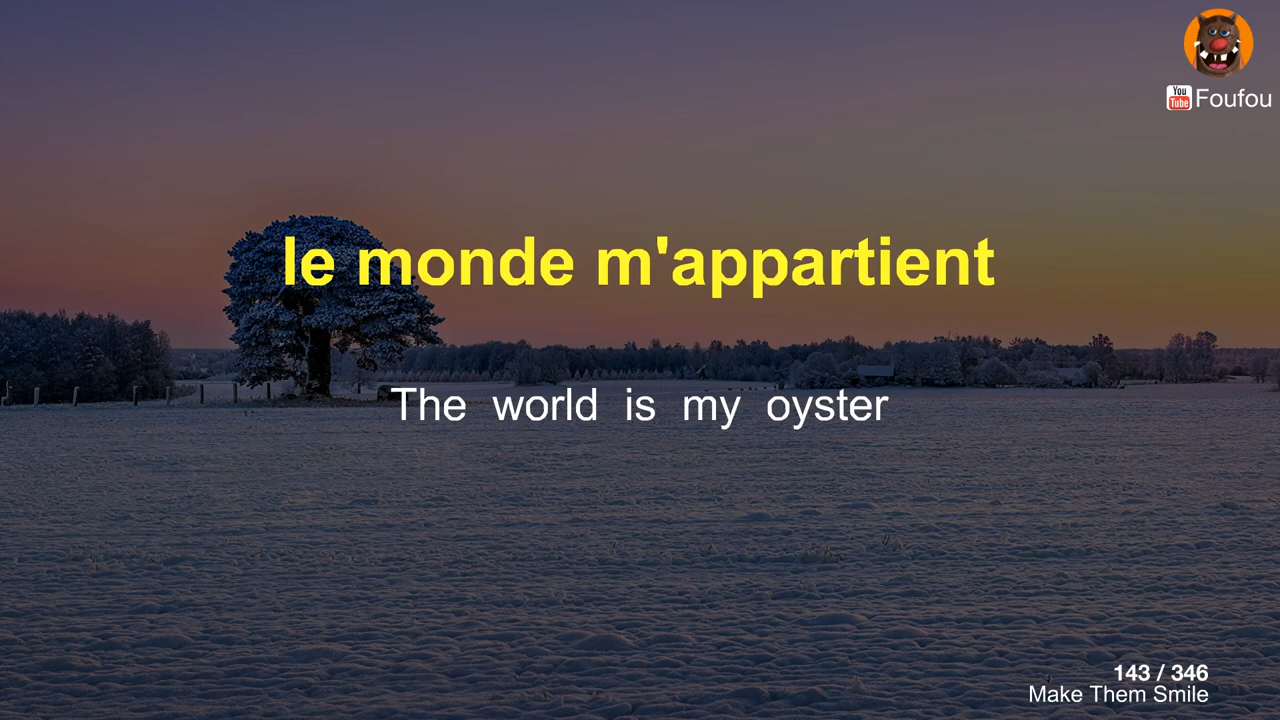 You
Tube Foufou
le monde m'appartient
The world is my oyster
143 / 346
Make Them Smile